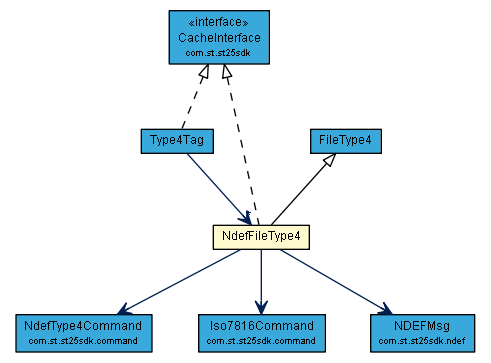 «interface»
CacheInterface
com.st.st25sdk
Type4Tag
FileType4
NdefFileType4
NdefType4Command
com.st.st25sdk.command
Iso7816Command
com.st.st25sdk.command
NDEFMsg
com.st.st25sdk.ndef